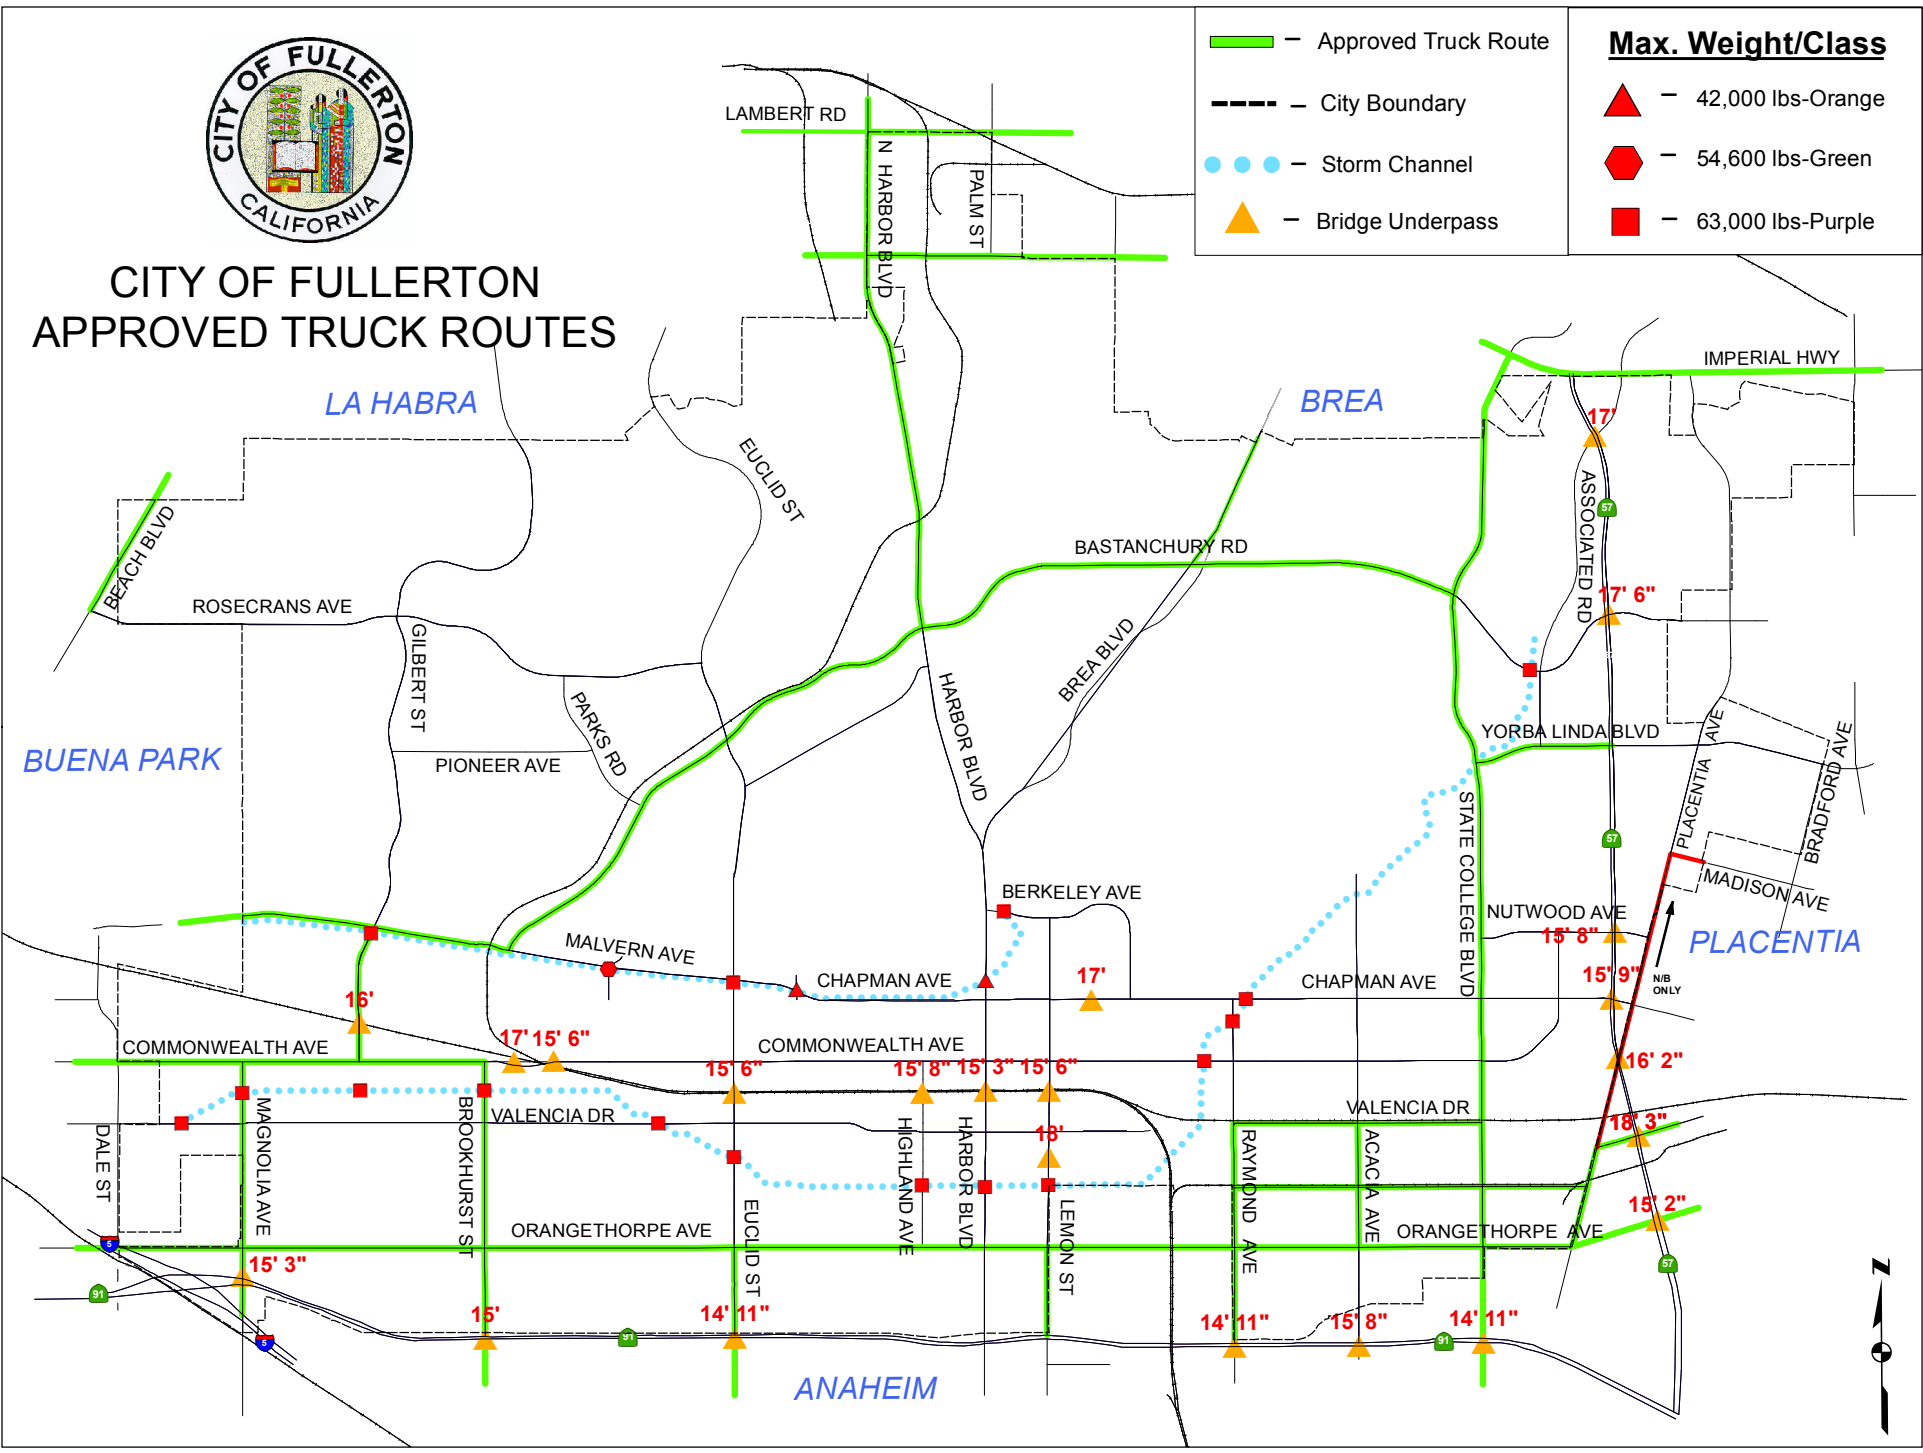 CITY OF FULLERTON
CALIFORNIA
CITY OF FULLERTON
APPROVED TRUCK ROUTES
Approved Truck Route
City Boundary
Storm Channel
Bridge Underpass
Max. Weight/Class
42,000 lbs-Orange
54,600 lbs-Green
63,000 lbs-Purple
LAMBERT RD
N HARBOR BLVD
PALM ST
IMPERIAL HWY
LA HABRA
BREA
17'
EUCLID ST
ASSOCIATED RD
57
BEACH BLVD
BASTANCHURY RD
17' 6"
ROSECRANS AVE
GILBERT ST
BREA BLVD
HARBOR BLVD
PARKS RD
YORBA LINDA BLVD
PLACENTIA AVE
BRADFORD AVE
BUENA PARK
PIONEER AVE
STATE COLLEGE BLVD
57
MADISON AVE
BERKELEY AVE
NUTWOOD AVE
15' 8"
PLACENTIA
MALVERN AVE
CHAPMAN AVE
17'
CHAPMAN AVE
15' 9"
N/B
ONLY
16'
COMMONWEALTH AVE
17'
15' 6"
COMMONWEALTH AVE
15' 6"
15' 8"
15' 3"
15' 6"
16' 2"
VALENCIA DR
VALENCIA DR
18' 3"
18'
DALE ST
MAGNOLIA AVE
BROOKHURST ST
HIGHLAND AVE
HARBOR BLVD
RAYMOND AVE
ACACIA AVE
EUCLID ST
LEMON ST
15' 2"
ORANGETHORPE AVE
ORANGETHORPE AVE
5
15' 3"
57
91
15'
14' 11"
14' 11"
15' 8"
14' 11"
5
91
91
ANAHEIM
Z